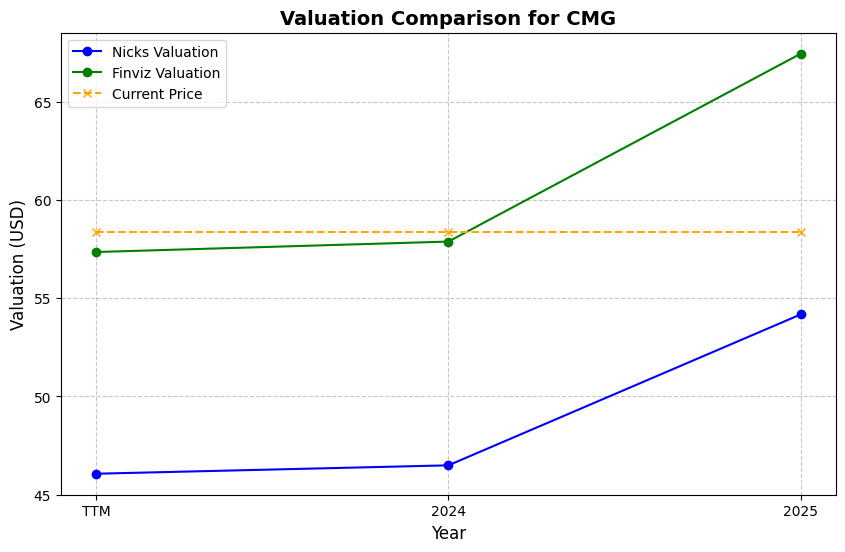 Valuation Comparison for CMG
Nicks Valuation
Finviz Valuation
Current Price
Valuation (USD)
65
60
55
50
45
TTM
2024
2025
Year